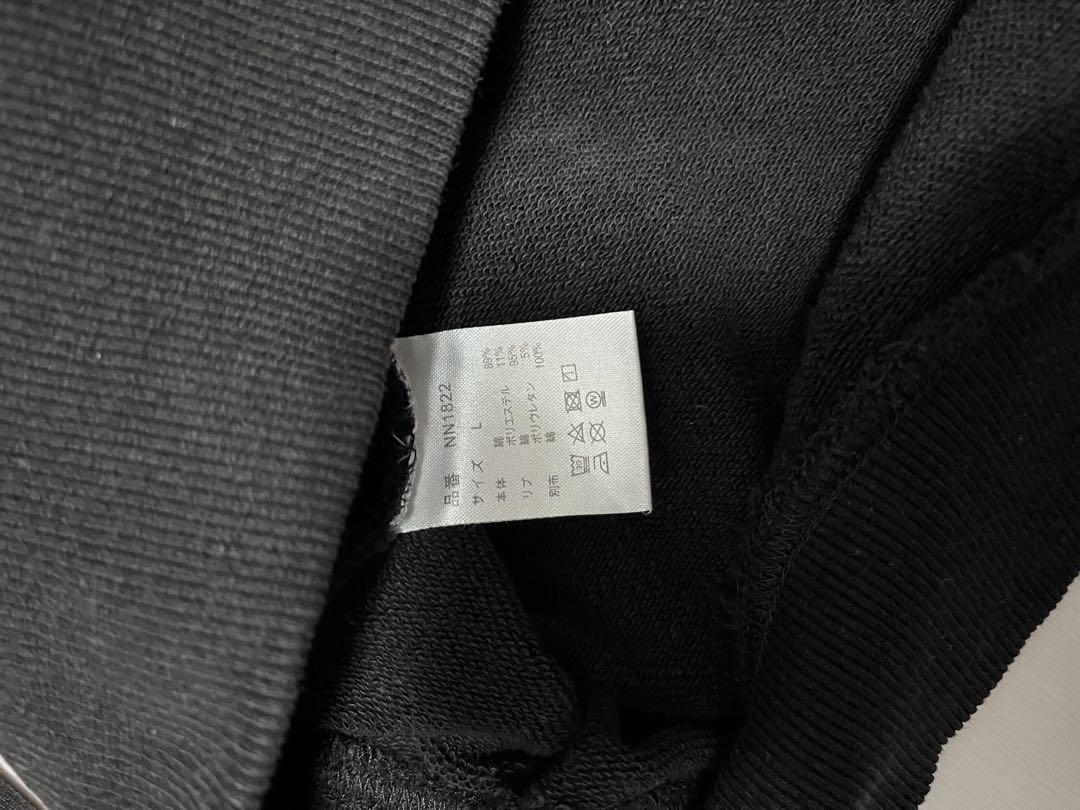 品番 NN1822
サイズ L
本体 綿 89%
ポリエステル 11%
リブ 綿 95%
ポリウレタン 5%
別布 綿 100%
30
W